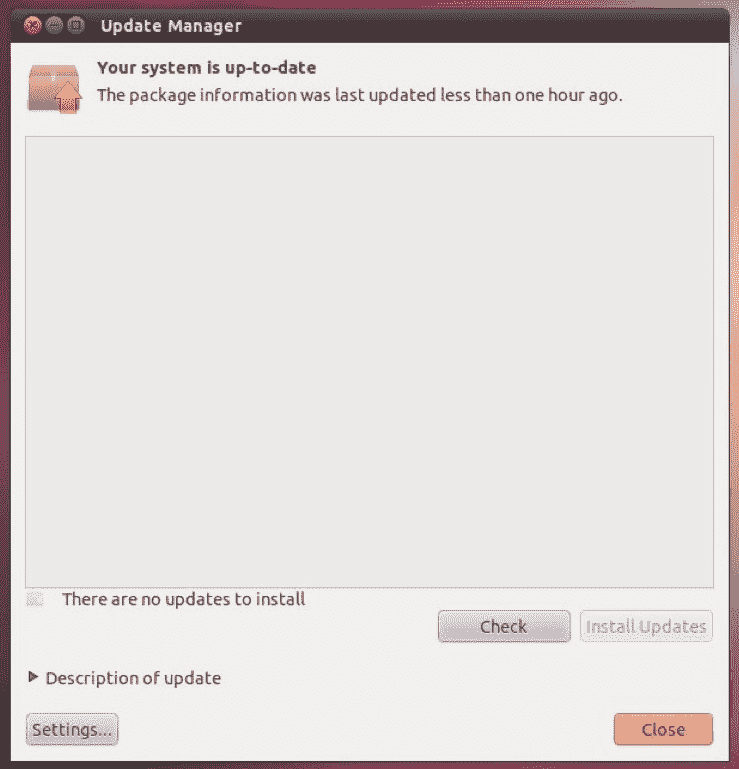 Update Manager
Your system is up-to-date
The package information was last updated less than one hour ago.
There are no updates to install
Check
Install Updates
Description of update
Settings...
Close